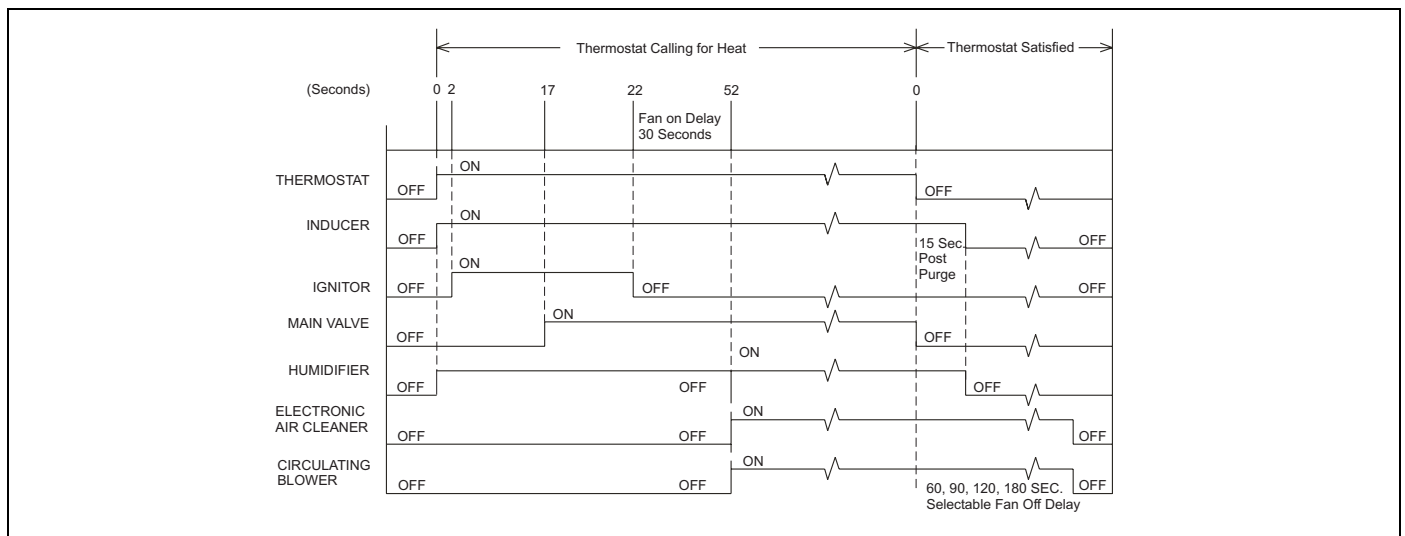 Thermostat Calling for Heat Thermostat Satisfied
(Seconds) 0 2 17 22 52 0
Fan on Delay
30 Seconds
THERMOSTAT OFF ON OFF
INDUCER OFF ON OFF
15 Sec.
Post
Purge
IGNITOR OFF ON OFF OFF
MAIN VALVE OFF ON OFF
ON
HUMIDIFIER OFF OFF OFF
ELECTRONIC
AIR CLEANER OFF OFF ON OFF
CIRCULATING
BLOWER OFF OFF ON OFF
60, 90, 120, 180 SEC.
Selectable Fan Off Delay